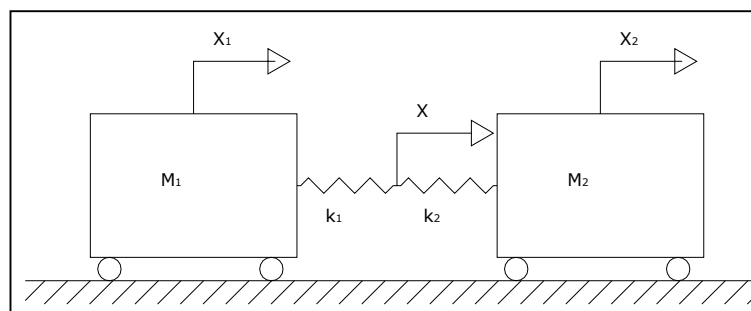 X₁
X₂
X
M₁
M₂
k₁
k₂